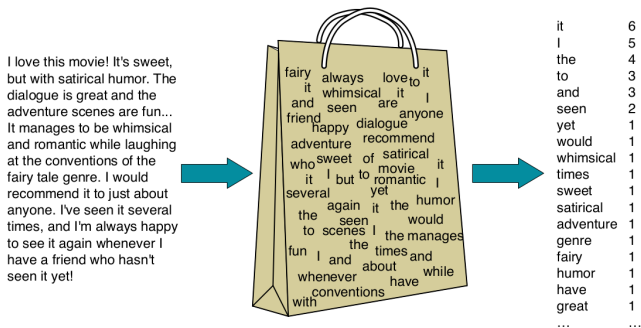 I love this movie! It's sweet,
but with satirical humor. The
dialogue is great and the
adventure scenes are fun...
It manages to be whimsical
and romantic while laughing
at the conventions of the
fairy tale genre. I would
recommend it to just about
anyone. I've seen it several
times, and I'm always happy
to see it again whenever I
have a friend who hasn't
seen it yet!
fairy always love to it
it whimsical it I
and seen are anyone
friend happy dialogue
adventure recommend
who sweet of satirical
it I but to romantic I
movie it
several yet
again it the humor
the seen would
to scenes I the manages
the times and
fun I and about while
whenever have
conventions
with
it 6
I 5
the 4
to 3
and 3
seen 2
yet 1
would 1
whimsical 1
times 1
sweet 1
satirical 1
adventure 1
genre 1
fairy 1
humor 1
have 1
great 1
... ...